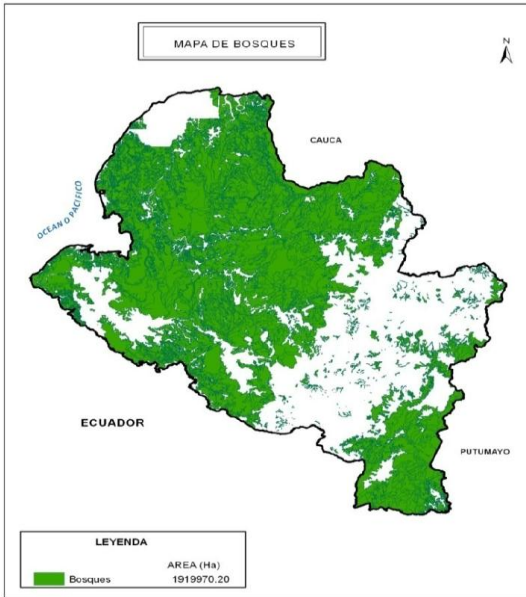 MAPA DE BOSQUES
N
CAUCA
OCEANO PACIFICO
ECUADOR
PUTUMAYO
LEYENDA
AREA (Ha)
Bosques 1919970.20